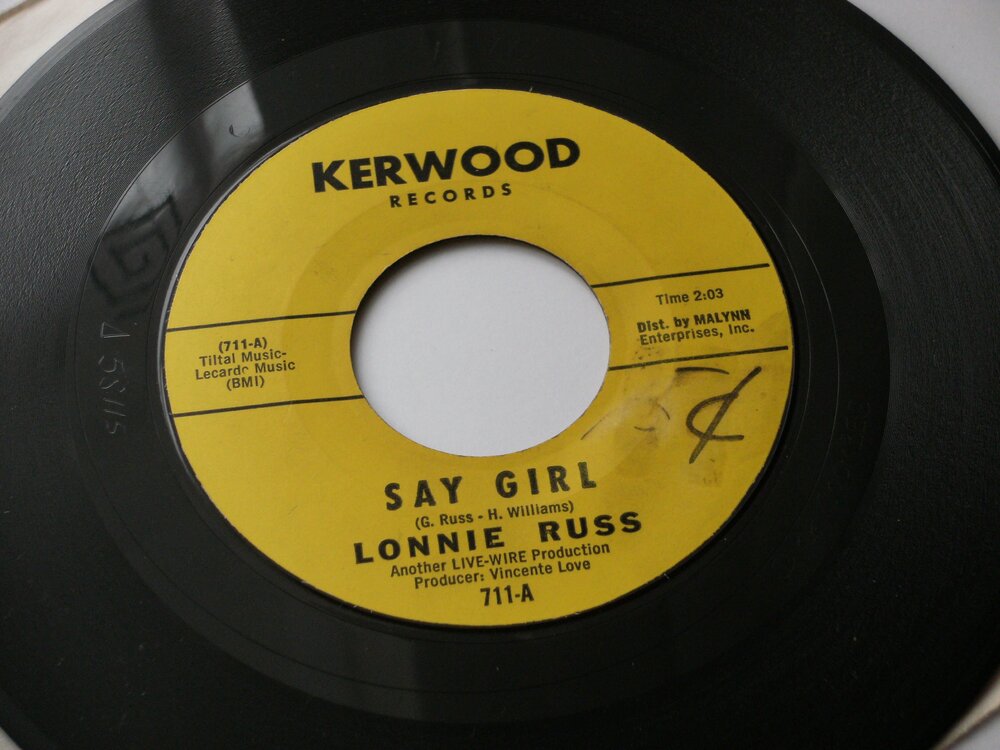 KERWOOD
RECORDS
Time 2:03
Dist. by MALYNN
Enterprises, Inc.
(711-A)
Tiltal Music-
Lecardo Music
(BMI)
5¢
SAY GIRL
(G. Russ - H. Williams)
LONNIE RUSS
Another LIVE-WIRE Production
Producer: Vincente Love
711-A